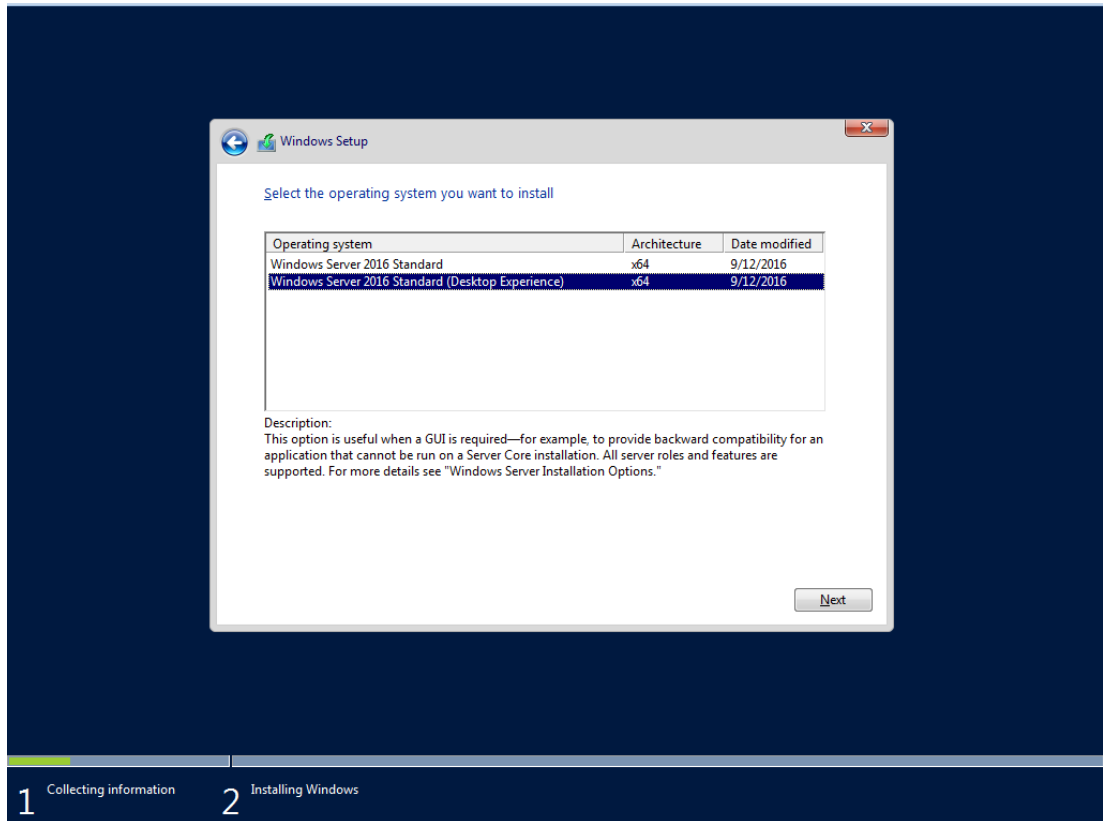 Windows Setup
Select the operating system you want to install
Operating system Architecture Date modified
Windows Server 2016 Standard x64 9/12/2016
Windows Server 2016 Standard (Desktop Experience) x64 9/12/2016
Description:
This option is useful when a GUI is required—for example, to provide backward compatibility for an
application that cannot be run on a Server Core installation. All server roles and features are
supported. For more details see "Windows Server Installation Options."
Next
1 Collecting information 2 Installing Windows